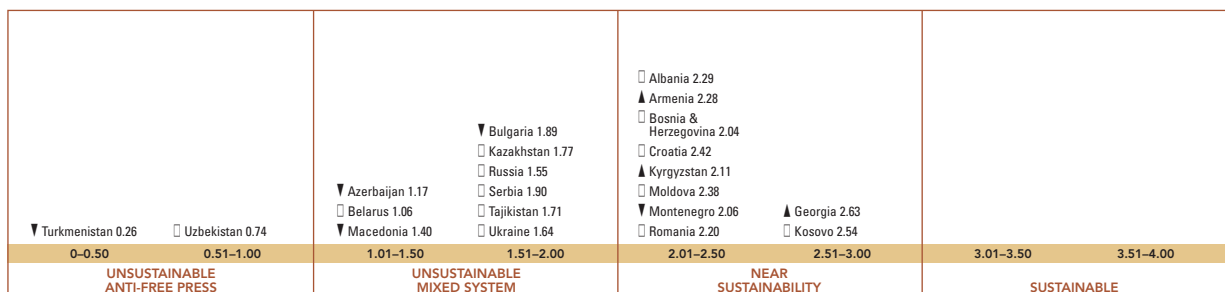 ▼ Turkmenistan 0.26
▯ Uzbekistan 0.74
0–0.50
0.51–1.00
UNSUSTAINABLE
ANTI-FREE PRESS
▼ Azerbaijan 1.17
▯ Belarus 1.06
▼ Macedonia 1.40
▼ Bulgaria 1.89
▯ Kazakhstan 1.77
▯ Russia 1.55
▯ Serbia 1.90
▯ Tajikistan 1.71
▯ Ukraine 1.64
1.01–1.50
1.51–2.00
UNSUSTAINABLE
MIXED SYSTEM
▯ Albania 2.29
▲ Armenia 2.28
▯ Bosnia &
Herzegovina 2.04
▯ Croatia 2.42
▲ Kyrgyzstan 2.11
▯ Moldova 2.38
▼ Montenegro 2.06
▯ Romania 2.20
▲ Georgia 2.63
▯ Kosovo 2.54
2.01–2.50
2.51–3.00
NEAR
SUSTAINABILITY
3.01–3.50
3.51–4.00
SUSTAINABLE